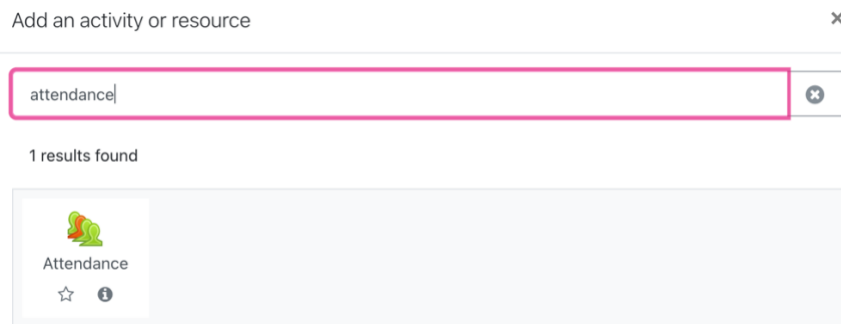 Add an activity or resource
attendance
1 results found
Attendance